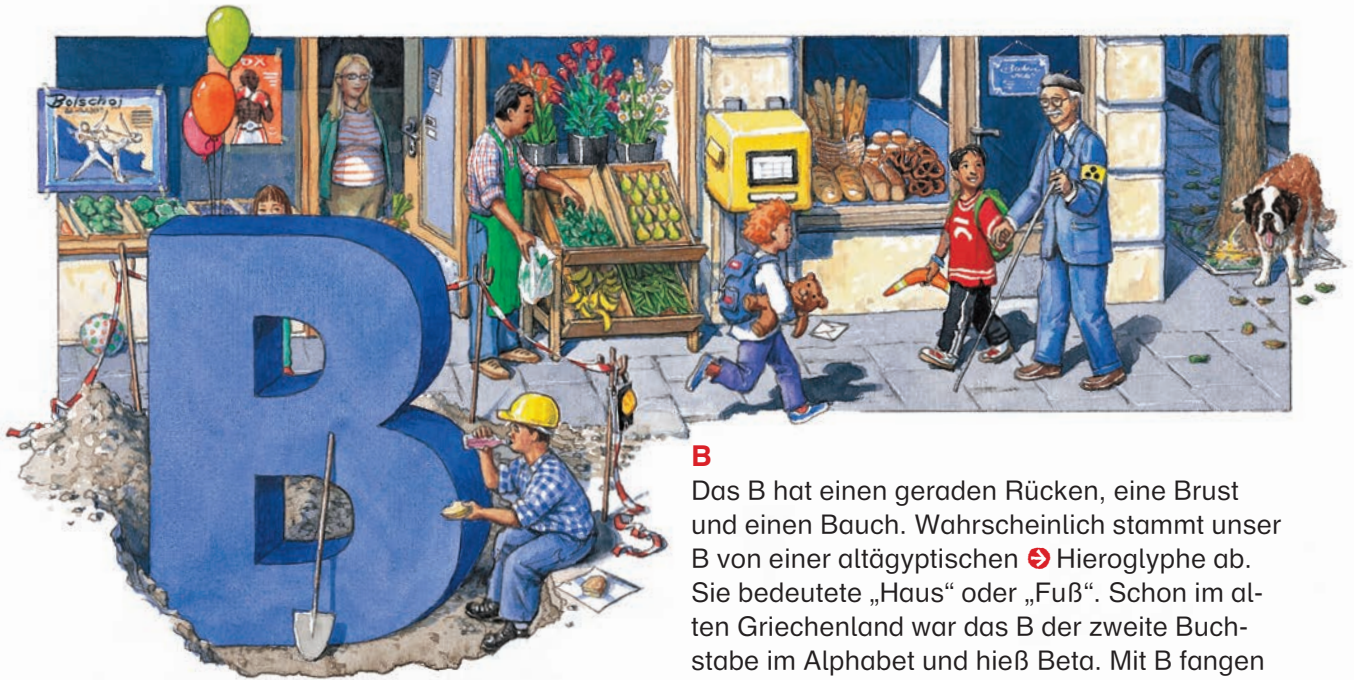 Bolschoi
OX
B
Das B hat einen geraden Rücken, eine Brust
und einen Bauch. Wahrscheinlich stammt unser
B von einer altägyptischen Hieroglyphe ab.
Sie bedeutete „Haus“ oder „Fuß“. Schon im al-
ten Griechenland war das B der zweite Buch-
stabe im Alphabet und hieß Beta. Mit B fangen